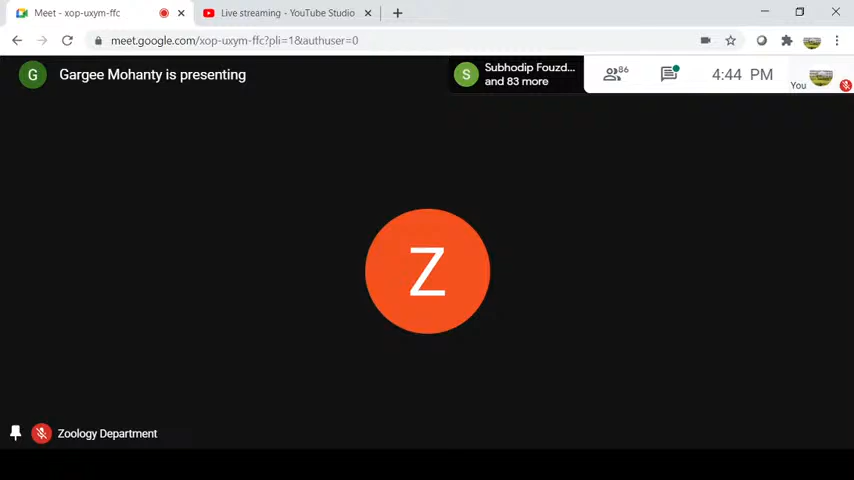 Meet - xop-uxym-ffc
Live streaming - YouTube Studio
meet.google.com/xop-uxym-ffc?pli=1&authuser=0
G
Gargee Mohanty is presenting
S
Subhodip Fouzd...
and 83 more
86
4:44 PM
You
Z
Zoology Department